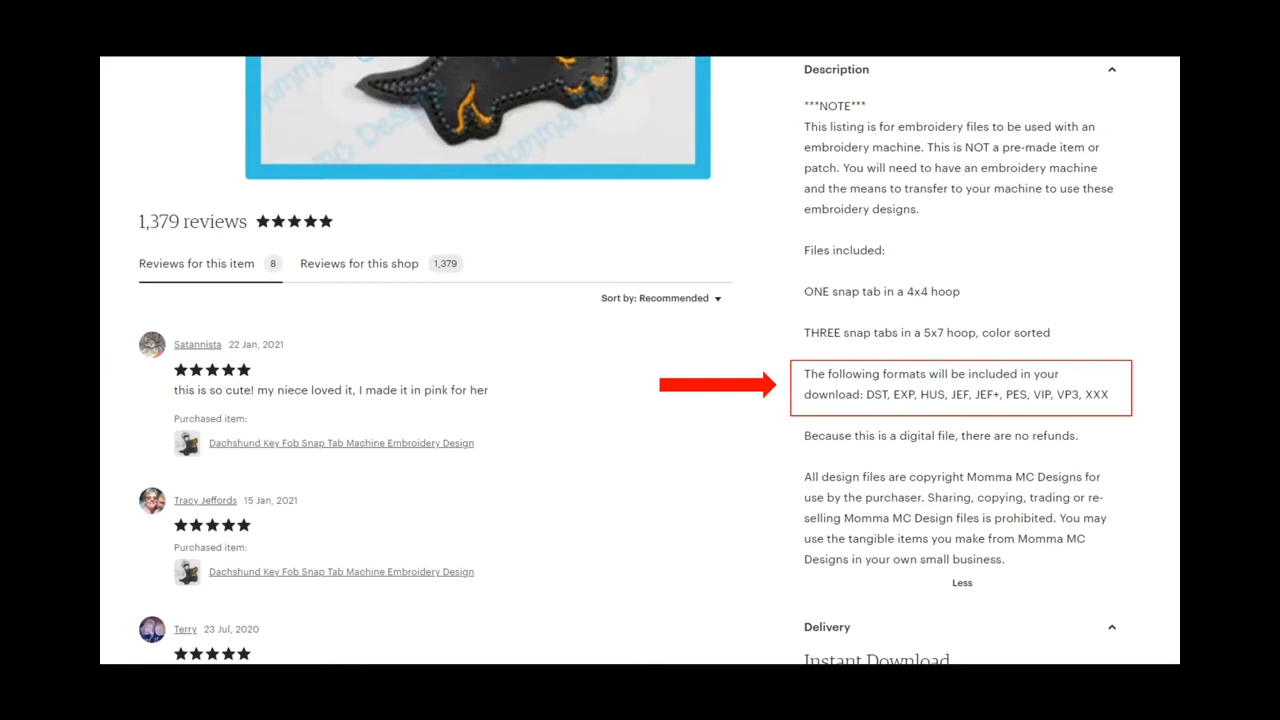 momma MC Designs
momma MC Designs
1,379 reviews
Reviews for this item 8
Reviews for this shop 1,379
Sort by: Recommended
Satannista 22 Jan, 2021
this is so cute! my niece loved it, I made it in pink for her
Purchased item:
Dachshund Key Fob Snap Tab Machine Embroidery Design
Tracy Jeffords 15 Jan, 2021
Purchased item:
Dachshund Key Fob Snap Tab Machine Embroidery Design
Terry 23 Jul, 2020
Description
***NOTE***
This listing is for embroidery files to be used with an
embroidery machine. This is NOT a pre-made item or
patch. You will need to have an embroidery machine
and the means to transfer to your machine to use these
embroidery designs.
Files included:
ONE snap tab in a 4x4 hoop
THREE snap tabs in a 5x7 hoop, color sorted
The following formats will be included in your
download: DST, EXP, HUS, JEF, JEF+, PES, VIP, VP3, XXX
Because this is a digital file, there are no refunds.
All design files are copyright Momma MC Designs for
use by the purchaser. Sharing, copying, trading or re-
selling Momma MC Design files is prohibited. You may
use the tangible items you make from Momma MC
Designs in your own small business.
Less
Delivery
Instant Download